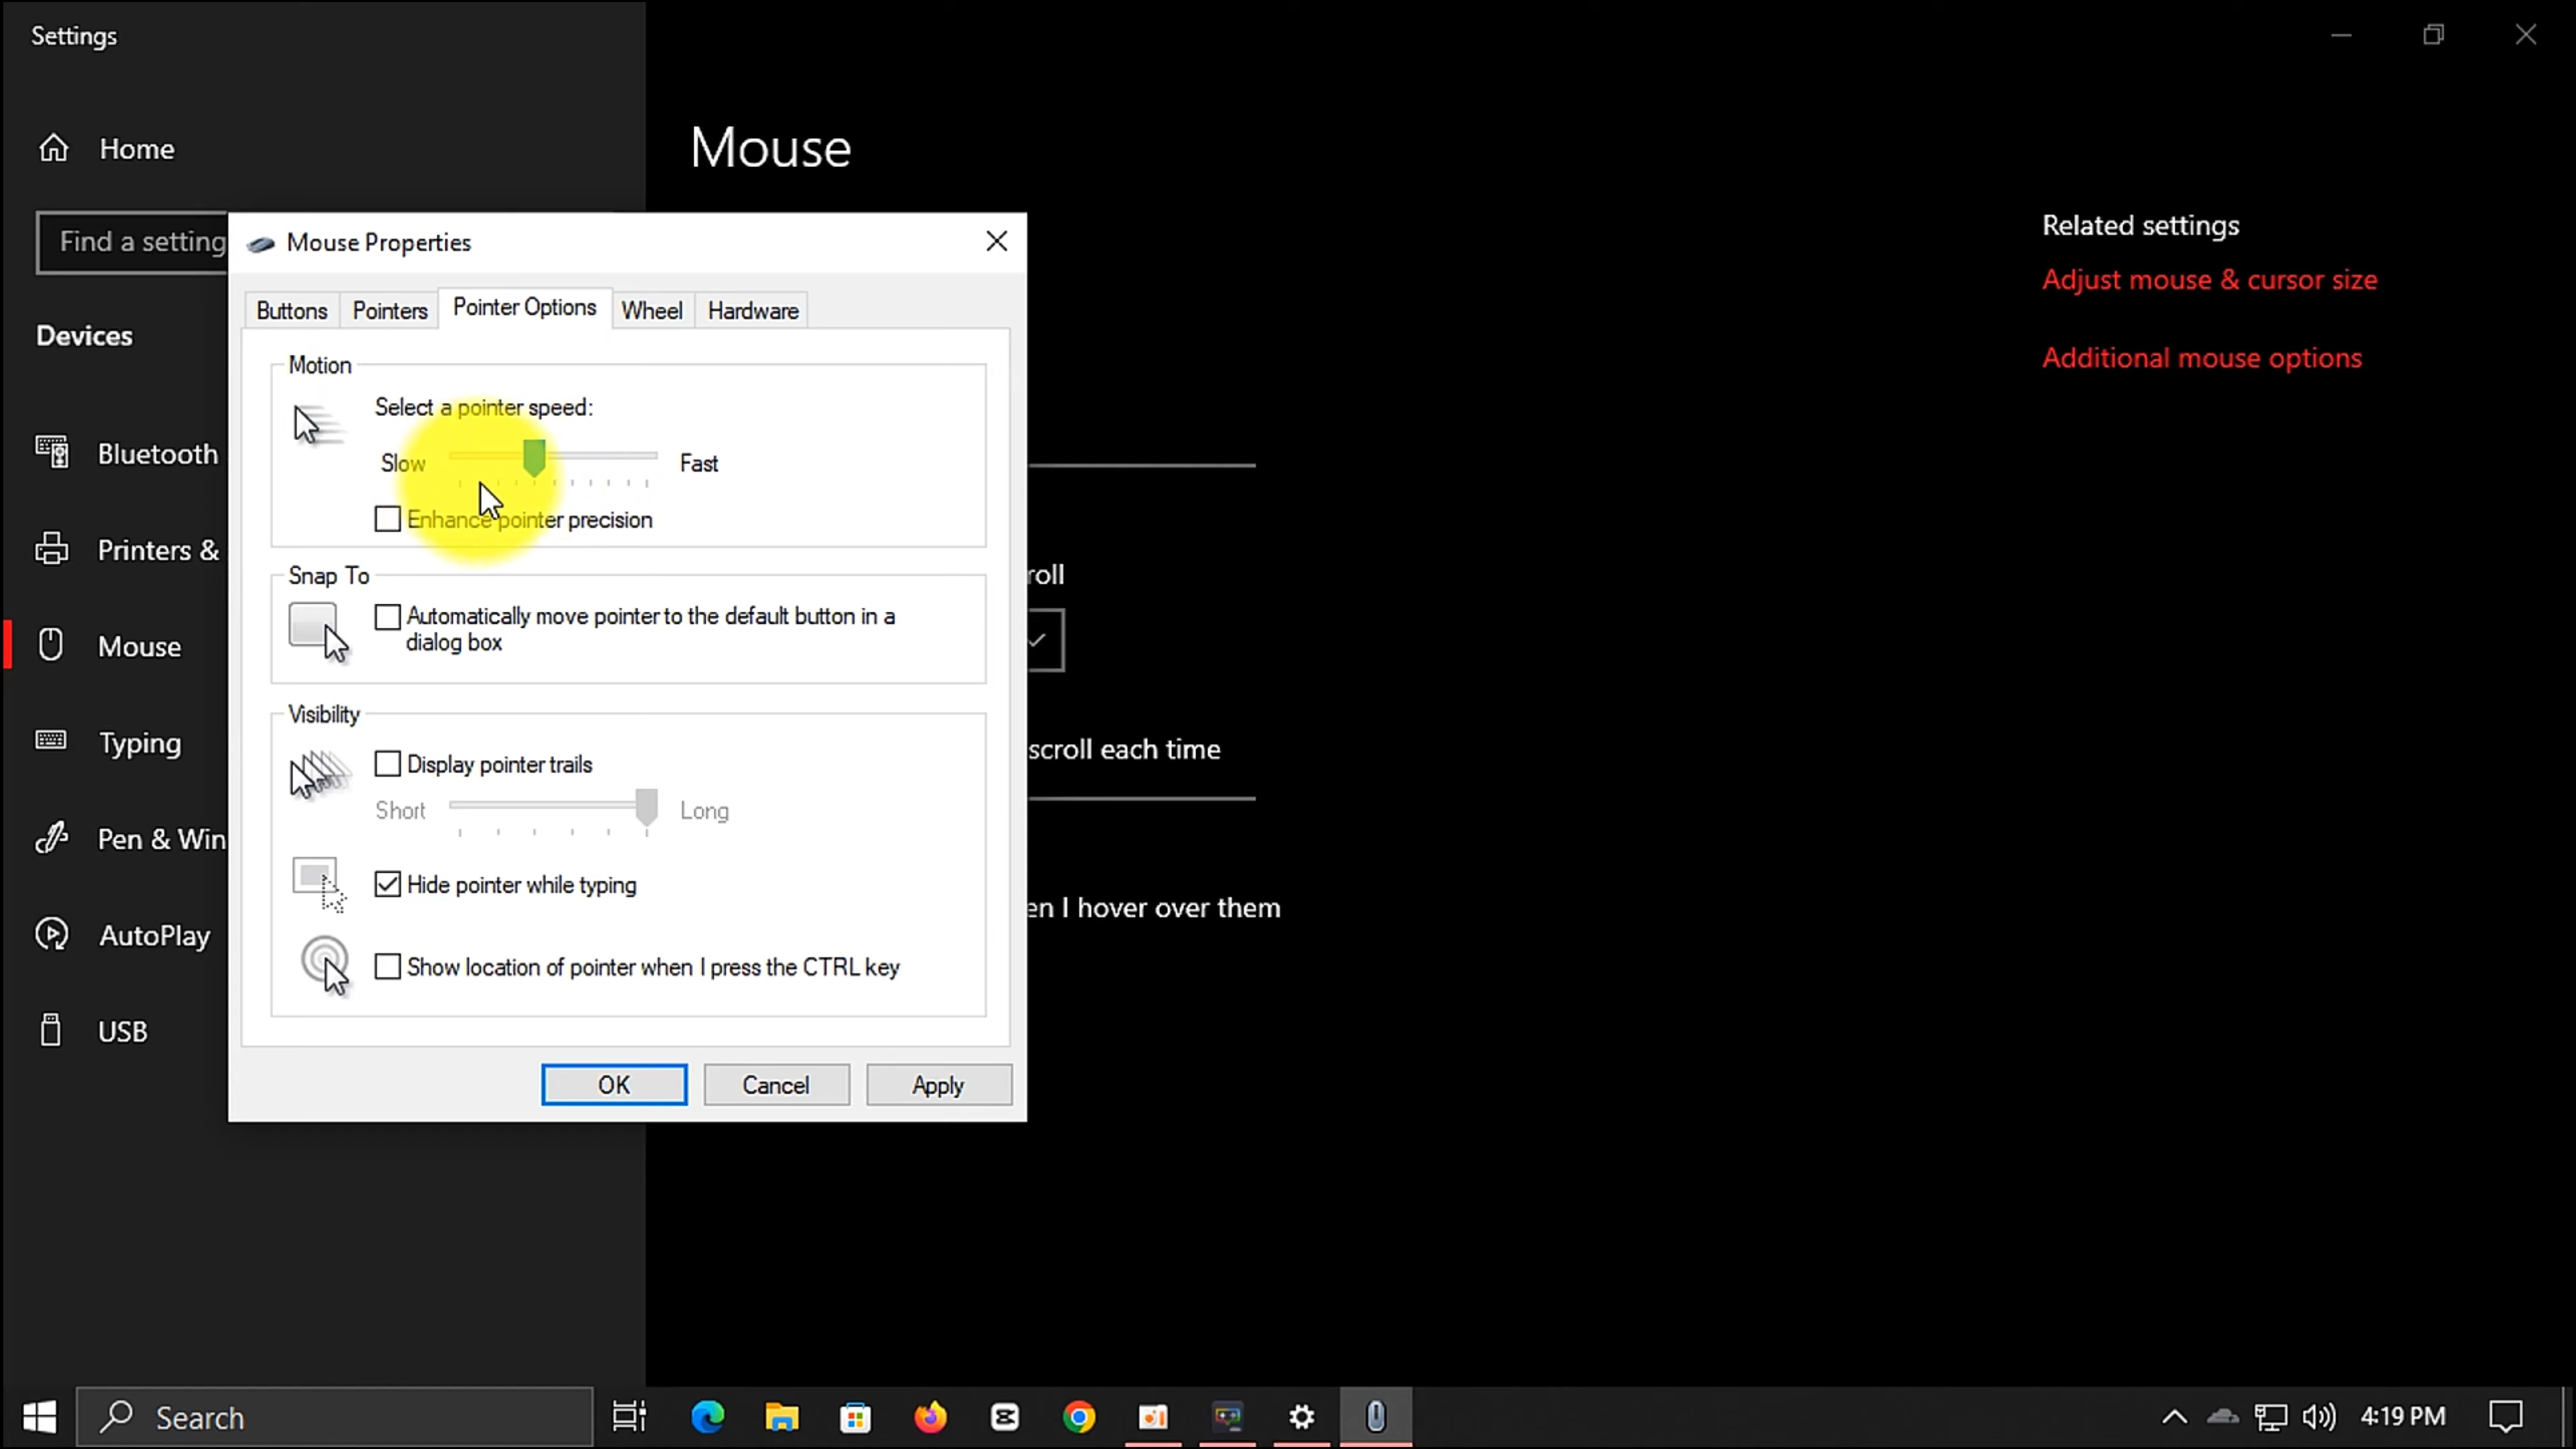 Settings
Home
Find a setting
Devices
Bluetooth
Printers &
Mouse
Typing
Pen & Win
AutoPlay
USB
Mouse
Related settings
Adjust mouse & cursor size
Additional mouse options
roll
scroll each time
en I hover over them
Mouse Properties
Buttons
Pointers
Pointer Options
Wheel
Hardware
Motion
Select a pointer speed:
Slow
Fast
Enhance pointer precision
Snap To
Automatically move pointer to the default button in a
dialog box
Visibility
Display pointer trails
Short
Long
Hide pointer while typing
Show location of pointer when I press the CTRL key
OK
Cancel
Apply
Search
4:19 PM